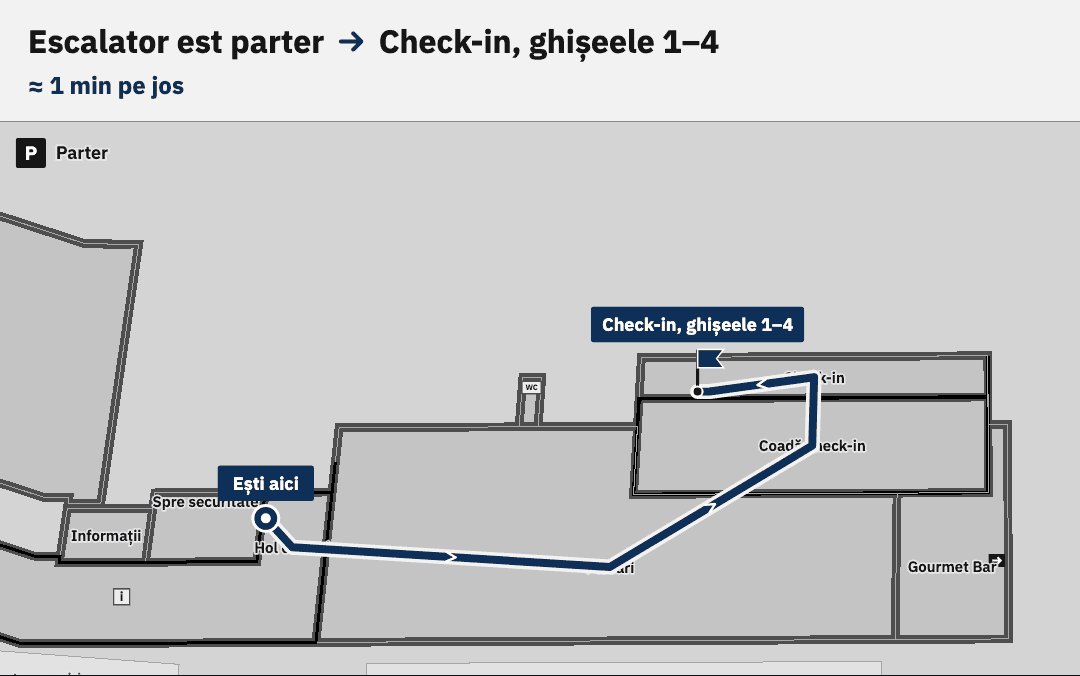 Escalator est parter → Check-in, ghișeele 1–4
≈ 1 min pe jos
P Parter
Check-in, ghișeele 1–4
WC
Ești aici
Spre securitate
Informații
Gourmet Bar
i